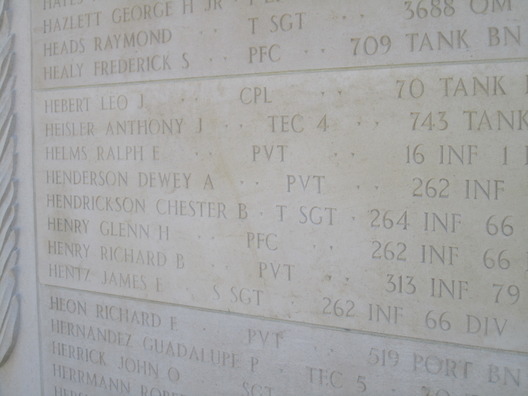 HAZLETT GEORGE H JR · T SGT 3688 QM
HEADS RAYMOND · · T SGT · ·
HEALY FREDERICK S · · PFC · · 709 TANK BN
HEBERT LEO J · · CPL 70 TANK
HEISLER ANTHONY J · · TEC 4 · · 743 TANK
HELMS RALPH E · · PVT · · 16 INF 1
HENDERSON DEWEY A · · PVT · · 262 INF
HENDRICKSON CHESTER B · T SGT · 264 INF 66
HENRY GLENN H · · PFC · · 262 INF 66
HENRY RICHARD B · · PVT · · 313 INF 79
HENTZ JAMES E · · S SGT · · 262 INF 66 DIV
HEON RICHARD E · · PVT · · 519 PORT BN
HERNANDEZ GUADALUPE P · TEC 5 ·
HERRICK JOHN O · · SGT
HERRMANN